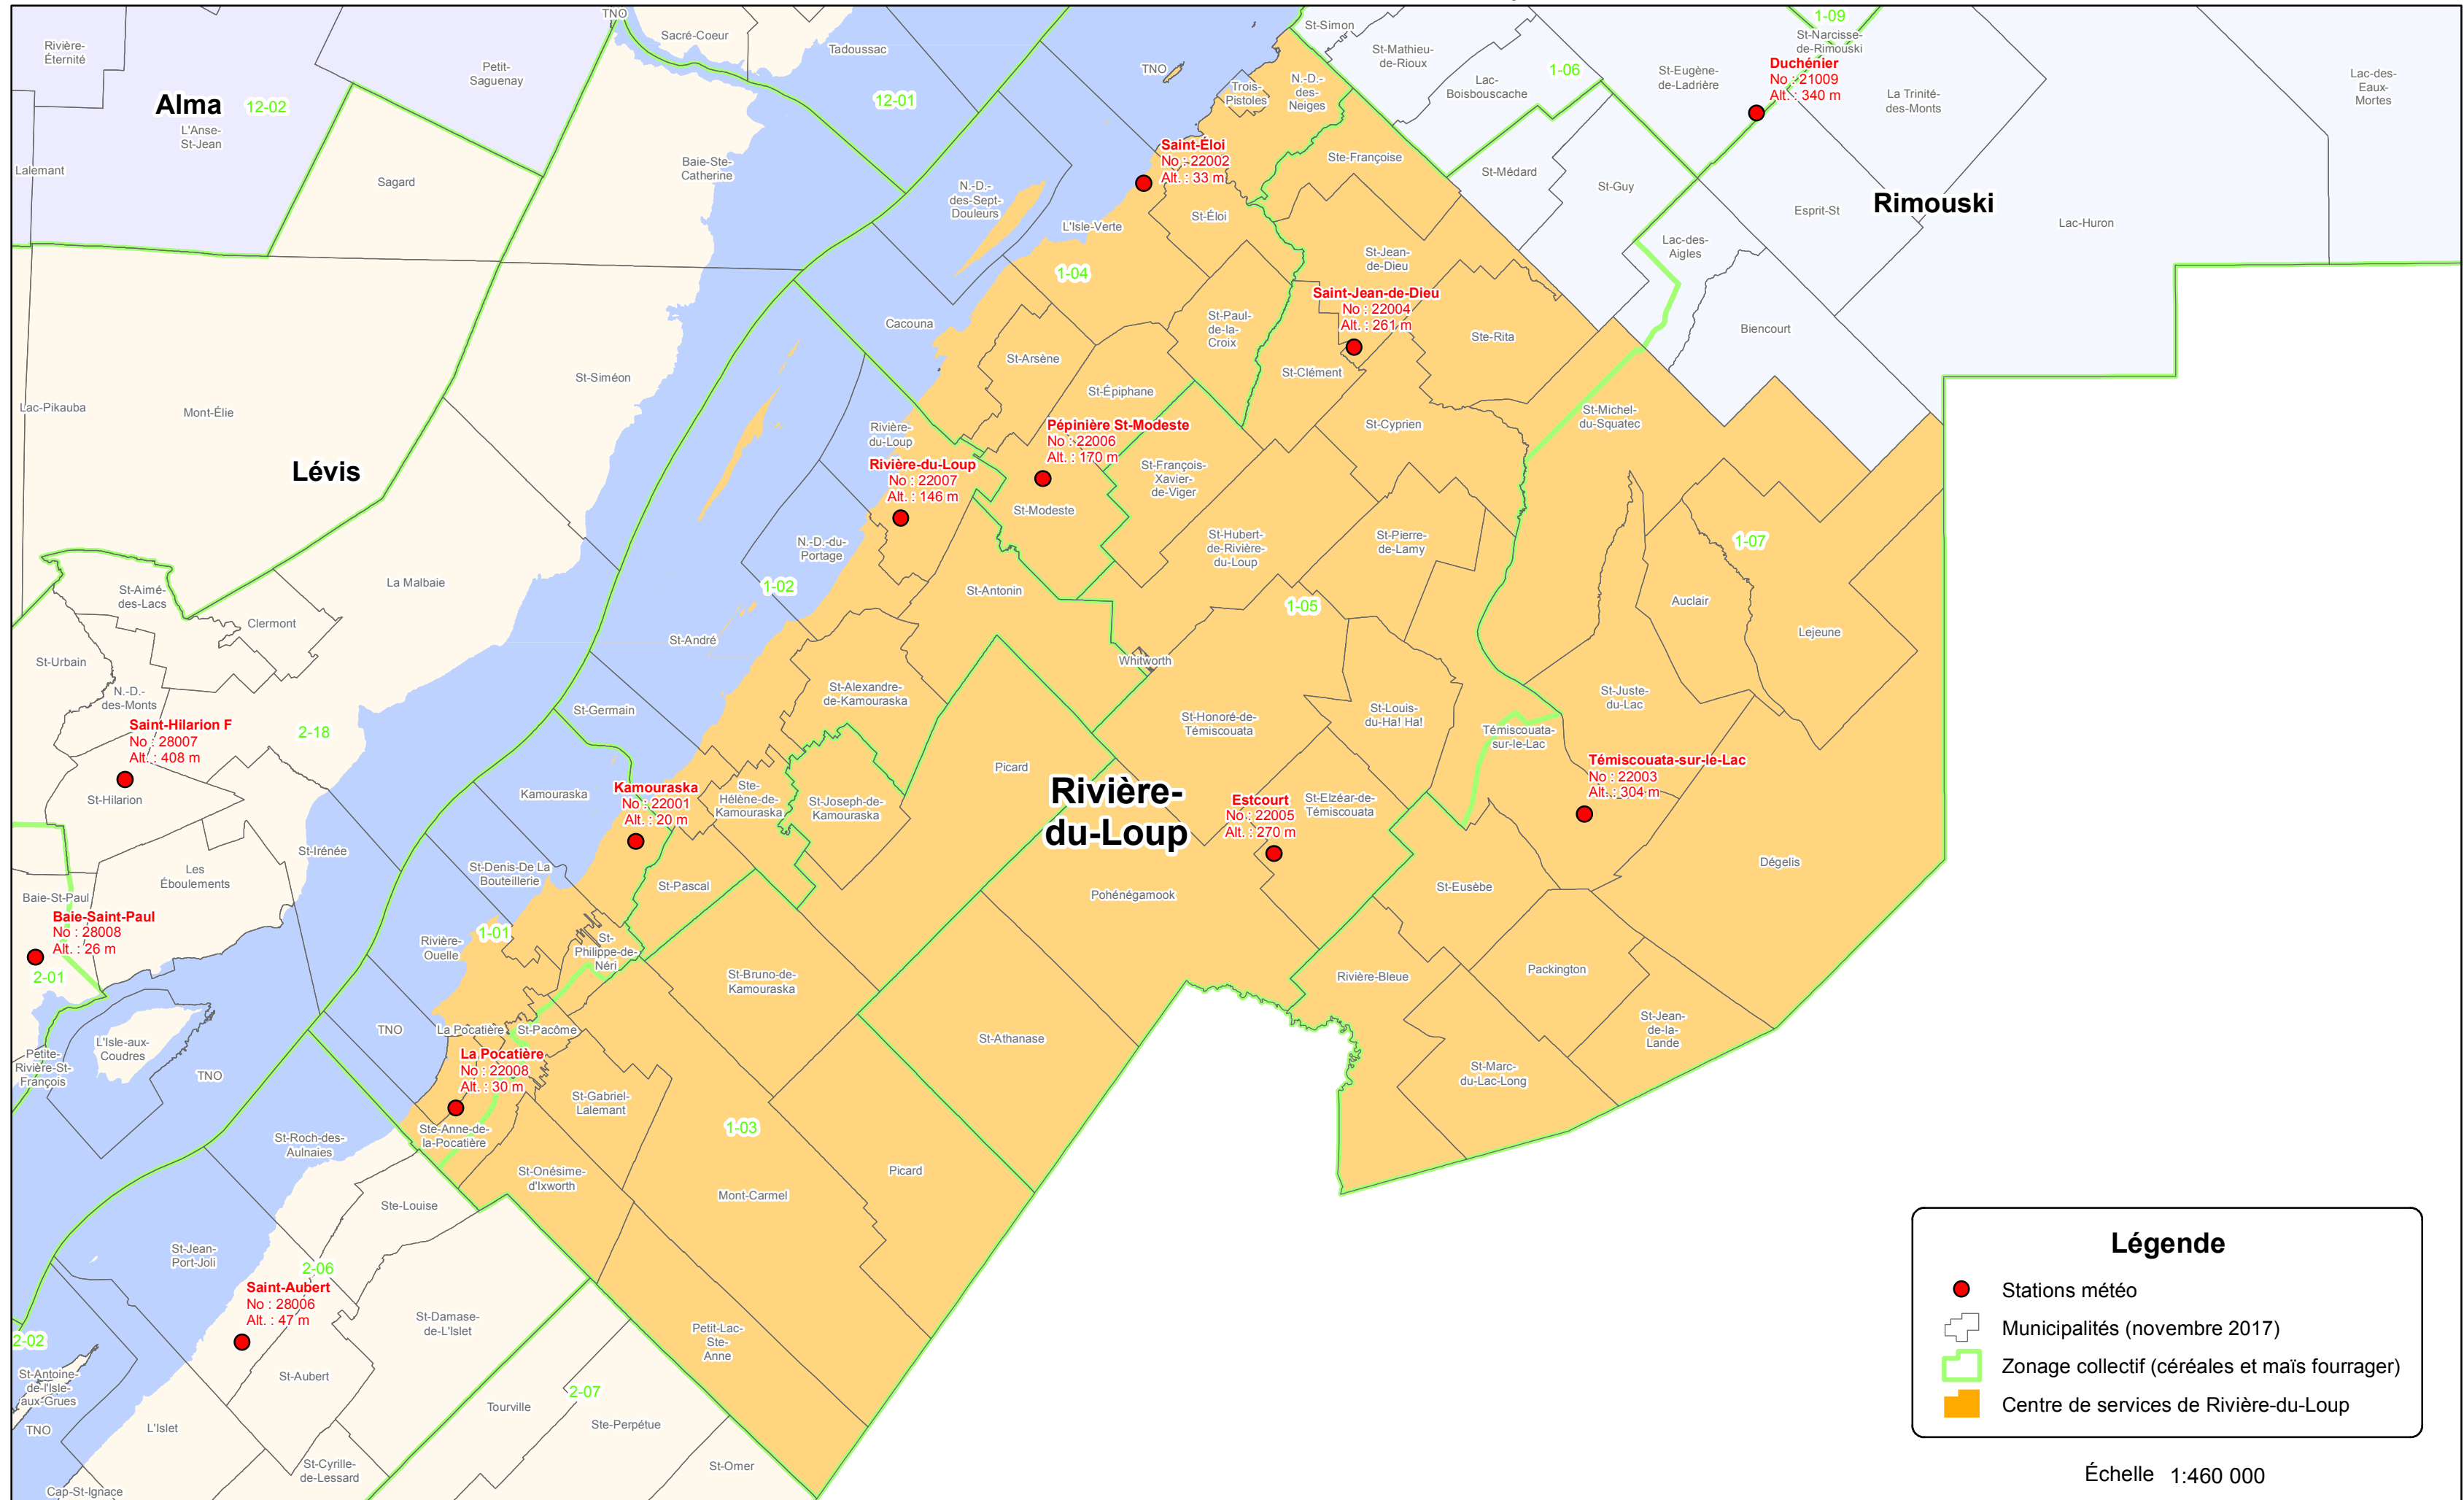 TNO
Sacré-Coeur
Tadoussac
Rivière-
Éternité
Petit-
Saguenay
Alma
12-02
L'Anse-
St-Jean
Lalemant
Sagard
Baie-Ste-
Catherine
12-01
TNO
Trois-
Pistoles
N.-D.-
des-
Neiges
St-Simon
St-Mathieu-
de-Rioux
Lac-
Boisbouscache
1-06
1-09
St-Narcisse-
de-Rimouski
Duchénier
No : 21009
Alt. : 340 m
St-Eugène-
de-Ladrière
La Trinité-
des-Monts
Lac-des-
Eaux-
Mortes
Saint-Éloi
No : 22002
Alt. : 33 m
Ste-Françoise
St-Médard
St-Guy
Esprit-St
Rimouski
Lac-Huron
N.-D.-
des-Sept-
Douleurs
L'Isle-Verte
St-Éloi
1-04
St-Jean-
de-Dieu
Lac-des-
Aigles
Biencourt
Saint-Jean-de-Dieu
No : 22004
Alt. : 261 m
Cacouna
St-Paul-
de-la-
Croix
Ste-Rita
St-Arsène
St-Clément
St-Épiphane
St-Siméon
Lac-Pikauba
Mont-Élie
Lévis
Rivière-
du-Loup
Pépinière St-Modeste
No : 22006
Alt. : 170 m
St-Cyprien
St-Michel-
du-Squatec
Rivière-du-Loup
No : 22007
Alt. : 146 m
St-François-
Xavier-
de-Viger
St-Modeste
N.-D.-du-
Portage
St-Hubert-
de-Rivière-
du-Loup
St-Pierre-
de-Lamy
1-07
1-02
St-Antonin
1-05
Auclair
Lejeune
St-Aimé-
des-Lacs
La Malbaie
Clermont
St-André
St-Urbain
Whitworth
N.-D.-
des-Monts
St-Germain
St-Alexandre-
de-Kamouraska
St-Honoré-de-
Témiscouata
St-Louis-
du-Ha! Ha!
St-Juste-
du-Lac
Témiscouata-
sur-le-Lac
Saint-Hilarion F
No : 28007
Alt. : 408 m
2-18
St-Hilarion
Picard
Rivière-
du-Loup
Témiscouata-sur-le-Lac
No : 22003
Alt. : 304 m
Kamouraska
Kamouraska
No : 22001
Alt. : 20 m
Ste-
Hélène-de-
Kamouraska
St-Joseph-de-
Kamouraska
Estcourt
No : 22005
Alt. : 270 m
St-Elzéar-de-
Témiscouata
St-Irénée
Les
Éboulements
St-Denis-De La
Bouteillerie
St-Pascal
Pohénégamook
St-Eusèbe
Dégelis
Baie-St-Paul
Baie-Saint-Paul
No : 28008
Alt. : 26 m
2-01
Rivière-
Ouelle
1-01
St-
Philippe-de-
Néri
St-Bruno-de-
Kamouraska
Rivière-Bleue
Packington
TNO
La Pocatière
St-Pacôme
St-Athanase
St-Jean-
de-la-
Lande
L'Isle-aux-
Coudres
Petite-
Rivière-St-
François
TNO
La Pocatière
No : 22008
Alt. : 30 m
St-Gabriel-
Lalemant
St-Marc-
du-Lac-Long
Ste-Anne-de-
la-Pocatière
1-03
St-Roch-des-
Aulnaies
St-Onésime-
d'Ixworth
Mont-Carmel
Picard
Ste-Louise
St-Jean-
Port-Joli
2-06
Saint-Aubert
No : 28006
Alt. : 47 m
St-Damase-
de-L'Islet
Petit-Lac-
Ste-
Anne
2-02
St-Antoine-
de-l'Isle-
aux-Grues
St-Aubert
2-07
TNO
L'Islet
Tourville
Ste-Perpétue
St-Cyrille-
de-Lessard
St-Omer
Cap-St-Ignace
Légende
Stations météo
Municipalités (novembre 2017)
Zonage collectif (céréales et maïs fourrager)
Centre de services de Rivière-du-Loup
Échelle 1:460 000